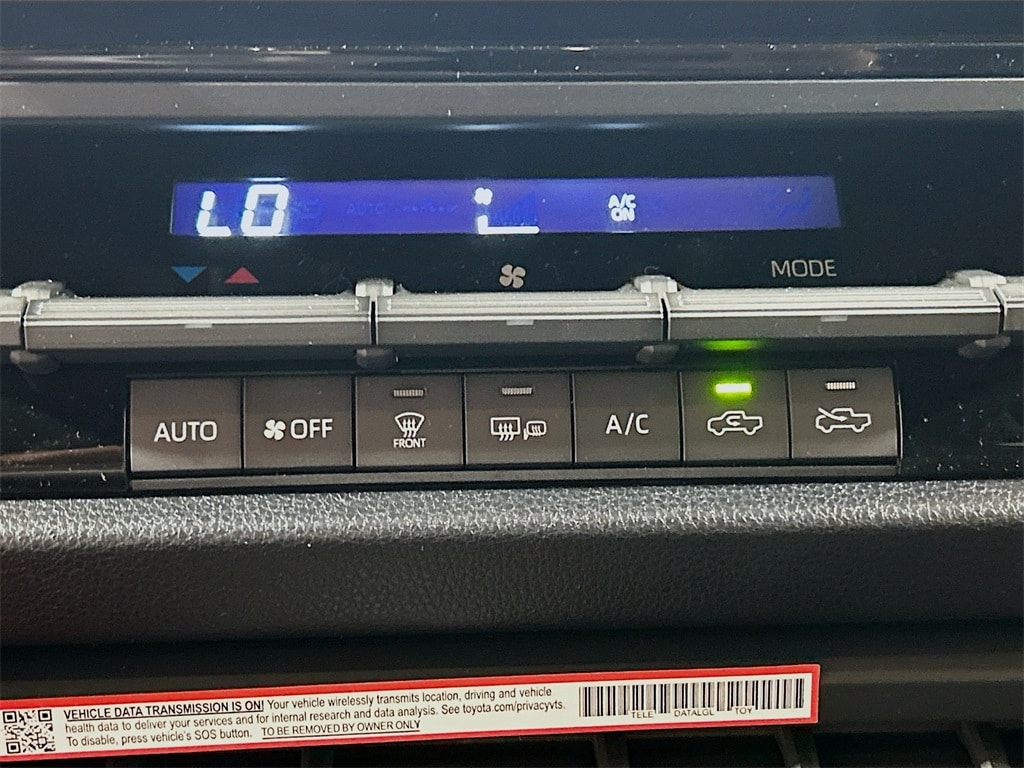 LO
A/C
ON
MODE
AUTO
OFF
FRONT
A/C
VEHICLE DATA TRANSMISSION IS ON! Your vehicle wirelessly transmits location, driving and vehicle
health data to deliver your services and for internal research and data analysis. See toyota.com/privacyvts.
To disable, press vehicle's SOS button. TO BE REMOVED BY OWNER ONLY
TELE DATALGL TOY